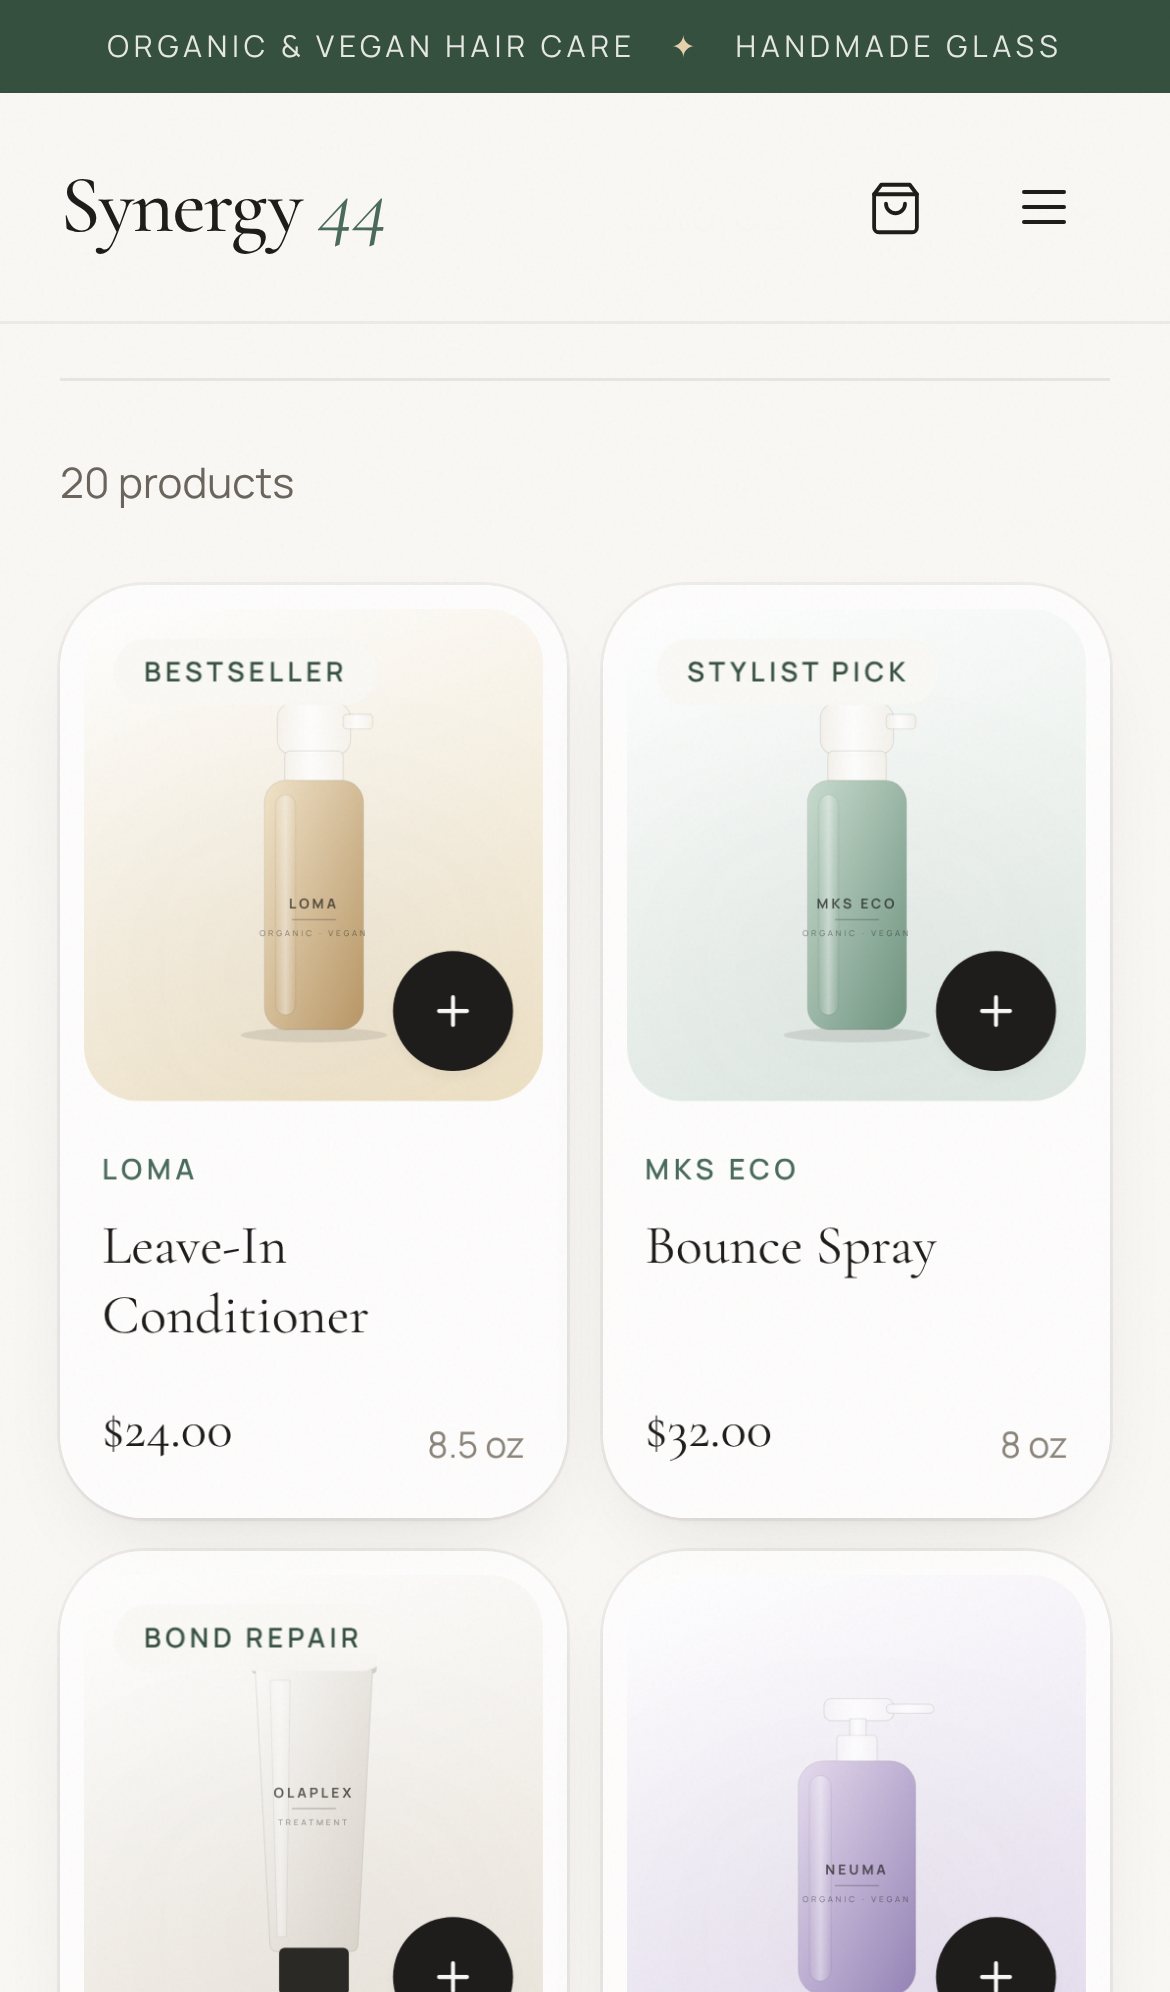 ORGANIC & VEGAN HAIR CARE ✦ HANDMADE GLASS
Synergy 44
20 products
BESTSELLER
LOMA
ORGANIC · VEGAN
LOMA
Leave-In
Conditioner
$24.00 8.5 oz
STYLIST PICK
MKS ECO
ORGANIC · VEGAN
MKS ECO
Bounce Spray
$32.00 8 oz
BOND REPAIR
OLAPLEX
TREATMENT
NEUMA
ORGANIC · VEGAN